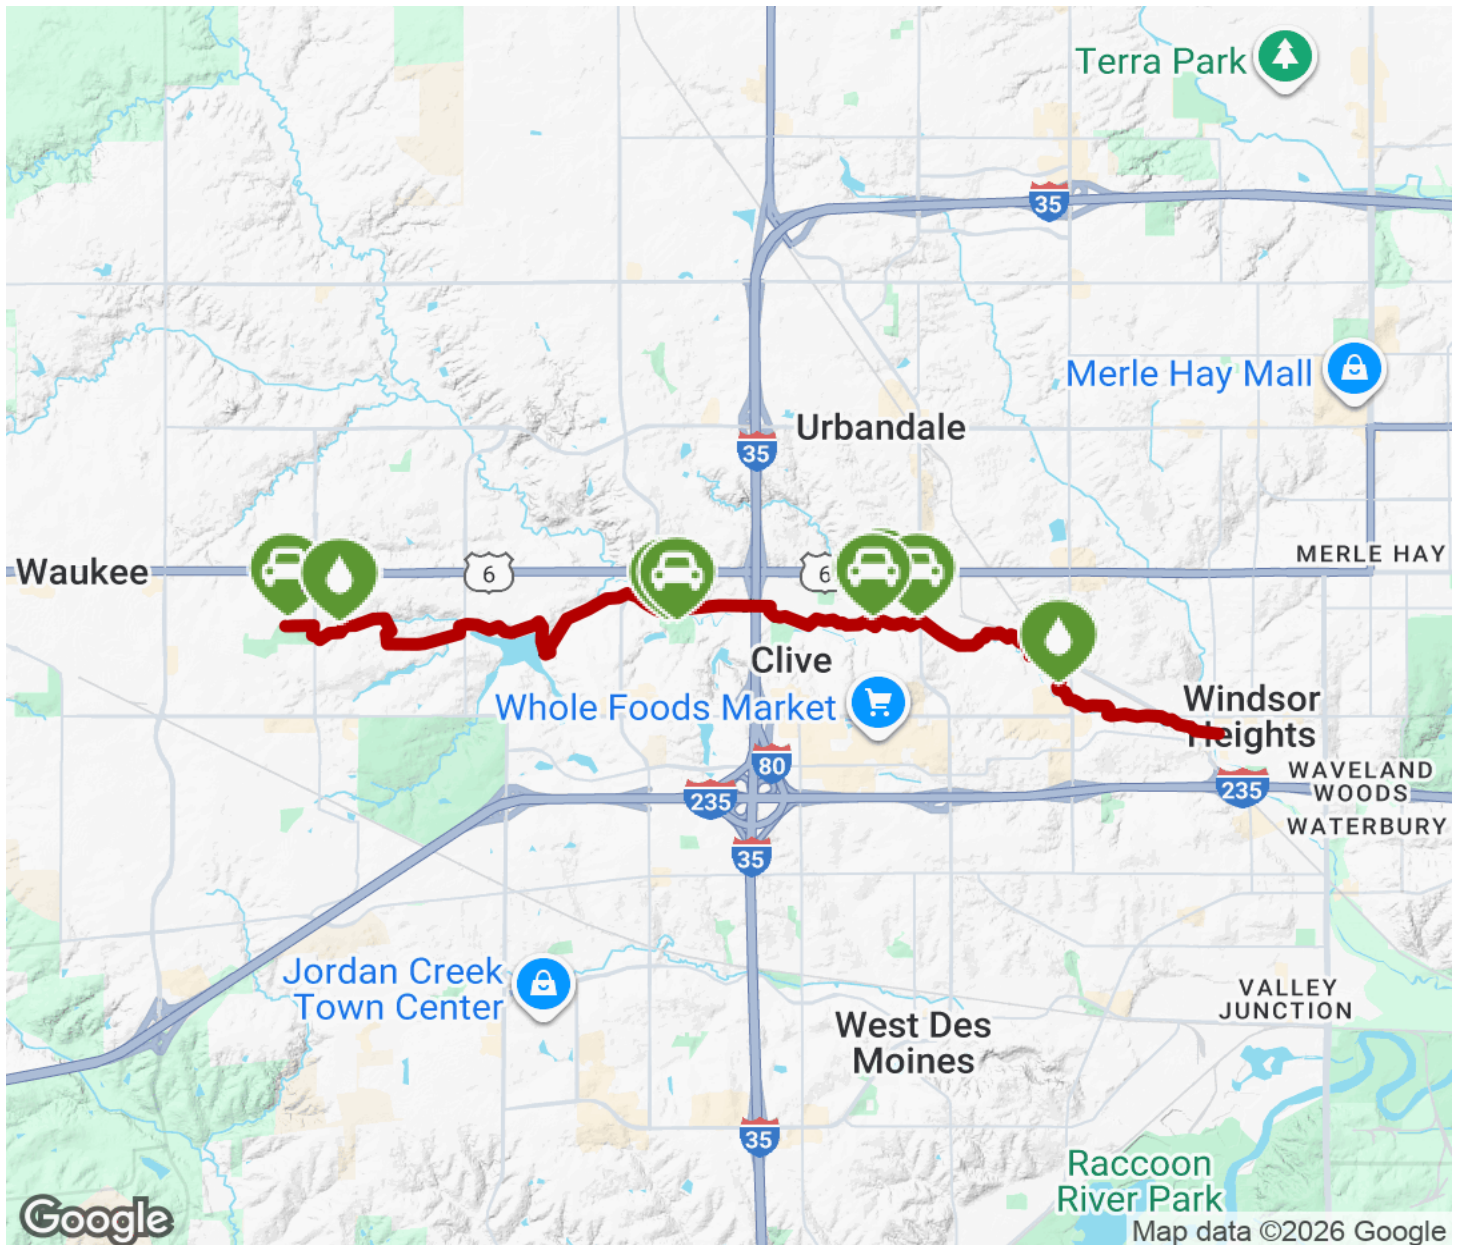 Terra Park
35
Merle Hay Mall
Urbandale
35
MERLE HAY
Waukee
6
6
Clive
Whole Foods Market
Windsor
Heights
80
235
235
WAVELAND
WOODS
WATERBURY
35
Jordan Creek
Town Center
VALLEY
JUNCTION
West Des
Moines
35
Raccoon
River Park
Google
Map data ©2026 Google